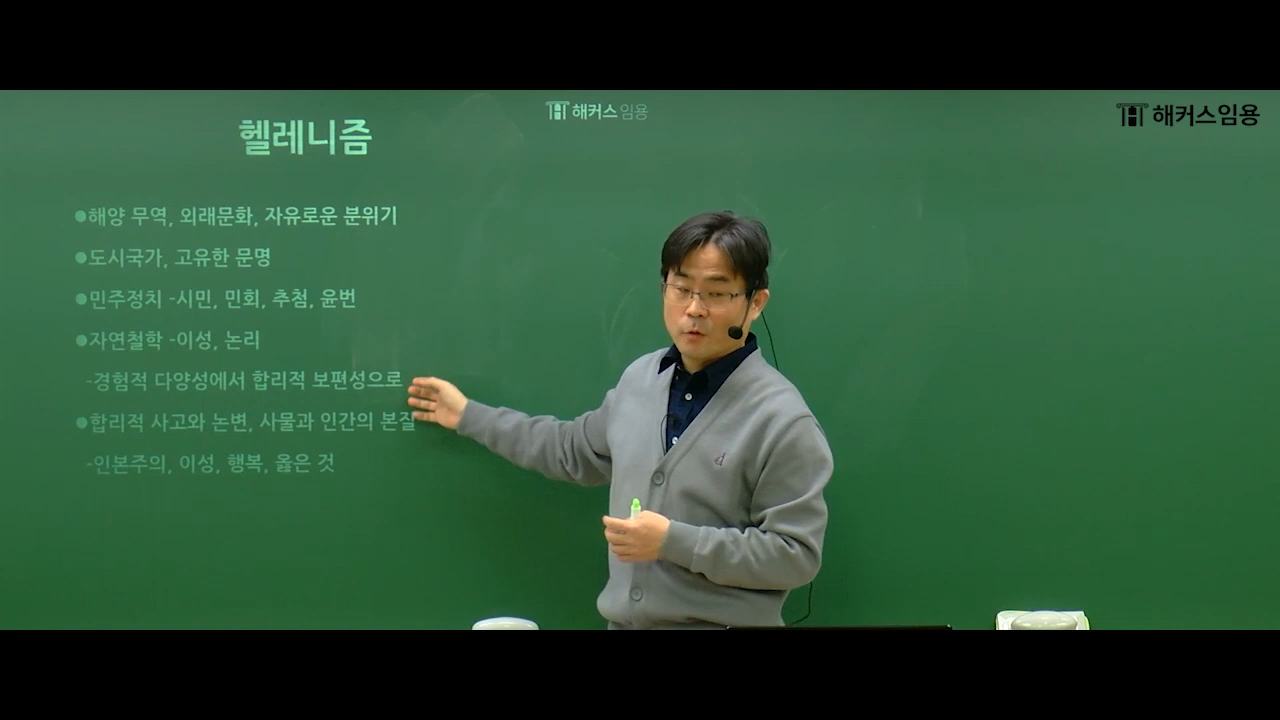 해커스임용
해커스임용
헬레니즘
●해양 무역, 외래문화, 자유로운 분위기
●도시국가, 고유한 문명
●민주정치 -시민, 민회, 추첨, 윤번
●자연철학 -이성, 논리
-경험적 다양성에서 합리적 보편성으로
●합리적 사고와 논변, 사물과 인간의 본질
-인본주의, 이성, 행복, 옳은 것